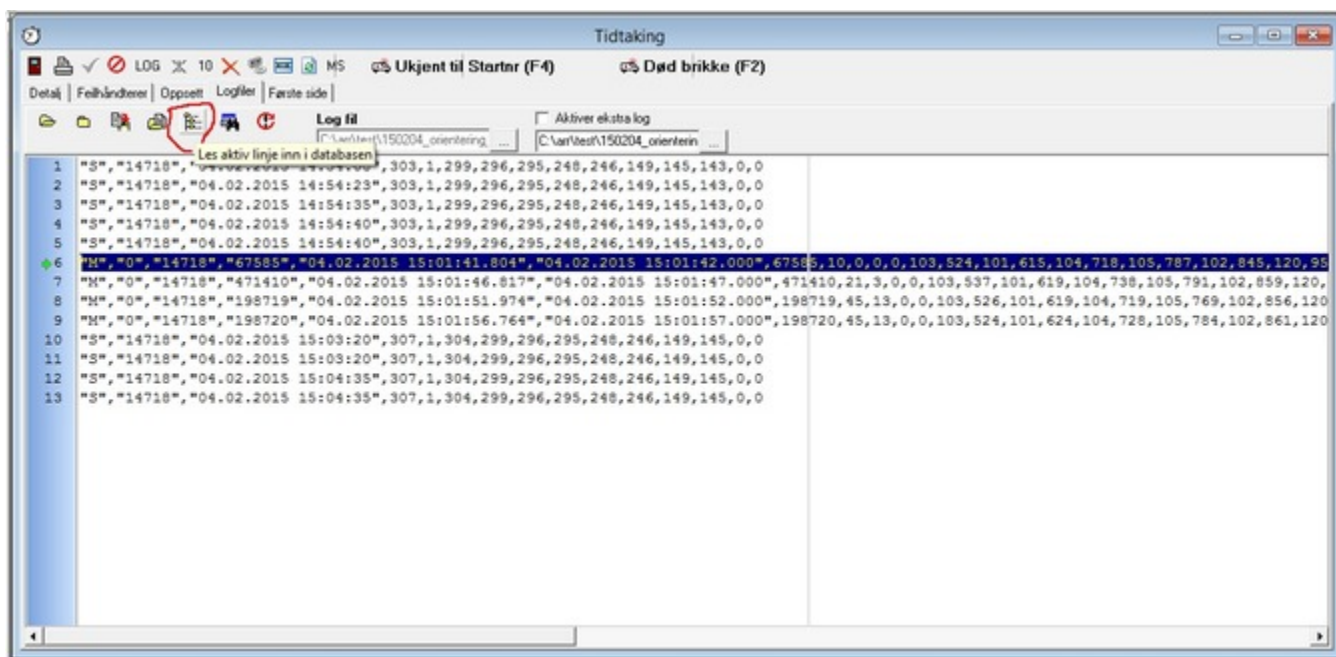 Tidtaking
LOG 10 MS Ukjent til Startnr (F4) Død brikke (F2)
Detalj Feilhåndterer Oppsett Logfiler Første side
Log fil Aktiver ekstra log
C:\arr\test\150204_orientering ... C:\arr\test\150204_orienterin ...
Les aktiv linje inn i databasen
1 "S","14718",
2 "S","14718","04.02.2015 14:54:23",303,1,299,296,295,248,246,149,145,143,0,0
3 "S","14718","04.02.2015 14:54:35",303,1,299,296,295,248,246,149,145,143,0,0
4 "S","14718","04.02.2015 14:54:40",303,1,299,296,295,248,246,149,145,143,0,0
5 "S","14718","04.02.2015 14:54:40",303,1,299,296,295,248,246,149,145,143,0,0
6 "M","0","14718","67585","04.02.2015 15:01:41.804","04.02.2015 15:01:42.000",67585,10,0,0,0,103,524,101,615,104,718,105,787,102,845,120,95
7 "M","0","14718","471410","04.02.2015 15:01:46.817","04.02.2015 15:01:47.000",471410,21,3,0,0,103,537,101,619,104,738,105,791,102,859,120,
8 "M","0","14718","198719","04.02.2015 15:01:51.974","04.02.2015 15:01:52.000",198719,45,13,0,0,103,526,101,619,104,719,105,769,102,856,120
9 "M","0","14718","198720","04.02.2015 15:01:56.764","04.02.2015 15:01:57.000",198720,45,13,0,0,103,524,101,624,104,728,105,784,102,861,120
10 "S","14718","04.02.2015 15:03:20",307,1,304,299,296,295,248,246,149,145,0,0
11 "S","14718","04.02.2015 15:03:20",307,1,304,299,296,295,248,246,149,145,0,0
12 "S","14718","04.02.2015 15:04:35",307,1,304,299,296,295,248,246,149,145,0,0
13 "S","14718","04.02.2015 15:04:35",307,1,304,299,296,295,248,246,149,145,0,0